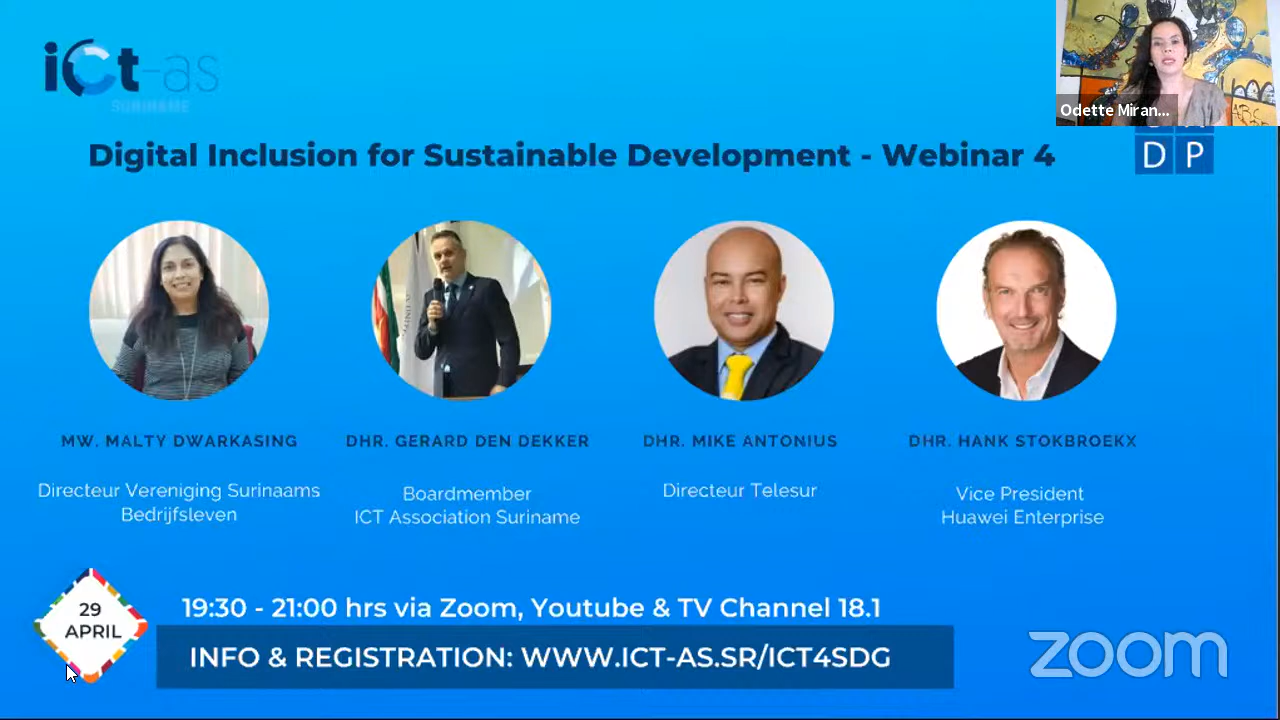 ict-as
SURINAME
Odette Miran...
Digital Inclusion for Sustainable Development - Webinar 4
D P
MW. MALTY DWARKASING
DHR. GERARD DEN DEKKER
DHR. MIKE ANTONIUS
DHR. HANK STOKBROEKX
Directeur Vereniging Surinaams
Bedrijfsleven
Boardmember
ICT Association Suriname
Directeur Telesur
Vice President
Huawei Enterprise
29
APRIL
19:30 - 21:00 hrs via Zoom, Youtube & TV Channel 18.1
INFO & REGISTRATION: WWW.ICT-AS.SR/ICT4SDG
zoom